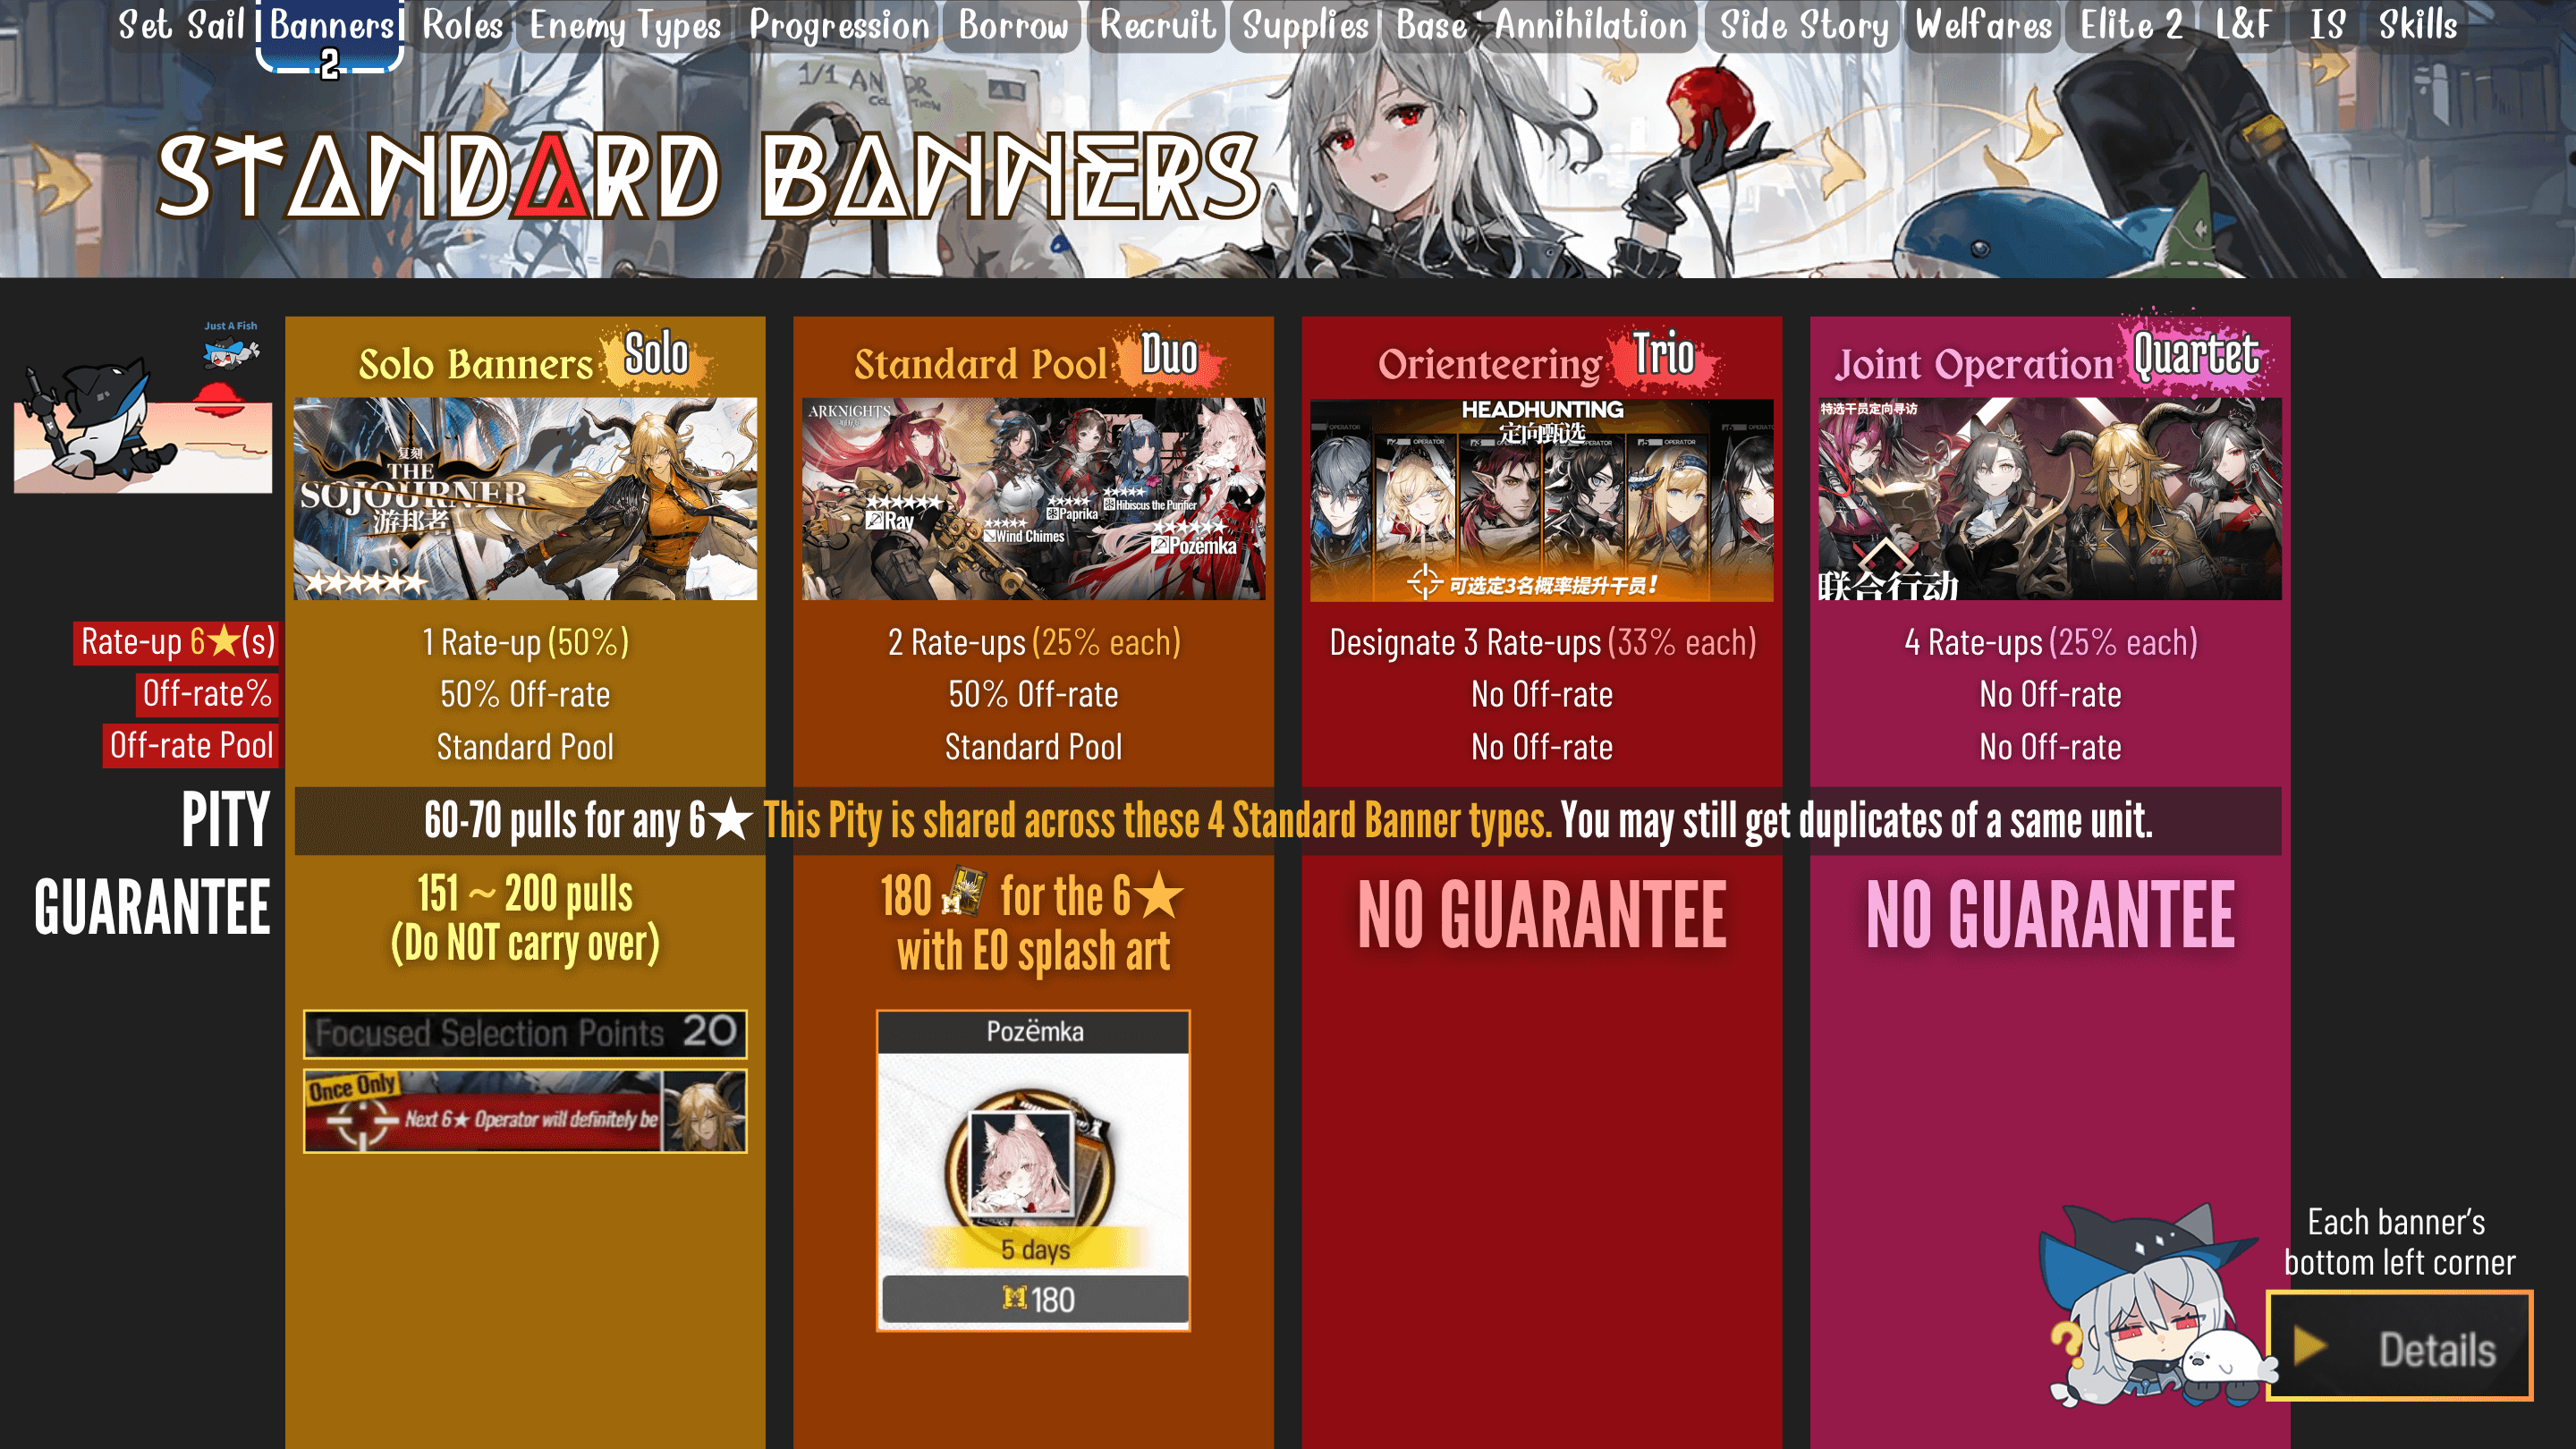 Set Sail Banners Roles Enemy Types Progression Borrow Recruit Supplies Base Annihilation Side Story Welfares Elite 2 L&F IS Skills
2
1/1
STANDARD BANNERS
Just A Fish
Solo Banners Solo
复刻
THE
SOJOURNER
游邦者
★★★★★★
Standard Pool Duo
ARKNIGHTS
★★★★★★
Ray
★★★★★
Wind Chimes
★★★★★
Paprika
★★★★★
Hibiscus the Purifier
★★★★★★
Pozëmka
Orienteering Trio
HEADHUNTING
定向甄选
OPERATOR
OPERATOR
OPERATOR
OPERATOR
可选定3名概率提升干员!
Joint Operation Quartet
特选干员定向寻访
联合行动
Rate-up 6★(s)
1 Rate-up (50%)
2 Rate-ups (25% each)
Designate 3 Rate-ups (33% each)
4 Rate-ups (25% each)
Off-rate%
50% Off-rate
50% Off-rate
No Off-rate
No Off-rate
Off-rate Pool
Standard Pool
Standard Pool
No Off-rate
No Off-rate
PITY
60-70 pulls for any 6★ This Pity is shared across these 4 Standard Banner types. You may still get duplicates of a same unit.
GUARANTEE
151 ~ 200 pulls
(Do NOT carry over)
180 for the 6★
with E0 splash art
NO GUARANTEE
NO GUARANTEE
Focused Selection Points 20
Once Only
Next 6★ Operator will definitely be
Pozëmka
5 days
180
Each banner's
bottom left corner
Details